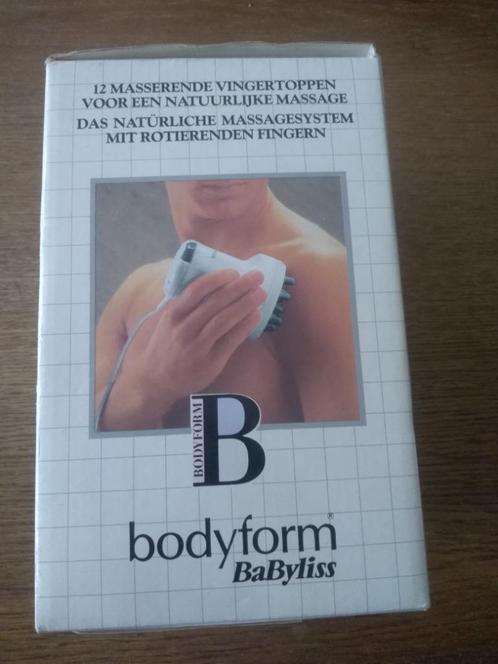 12 MASSERENDE VINGERTOPPEN
VOOR EEN NATUURLIJKE MASSAGE
DAS NATÜRLICHE MASSAGESYSTEM
MIT ROTIERENDEN FINGERN
BODYFORM
B
bodyform®
BaByliss